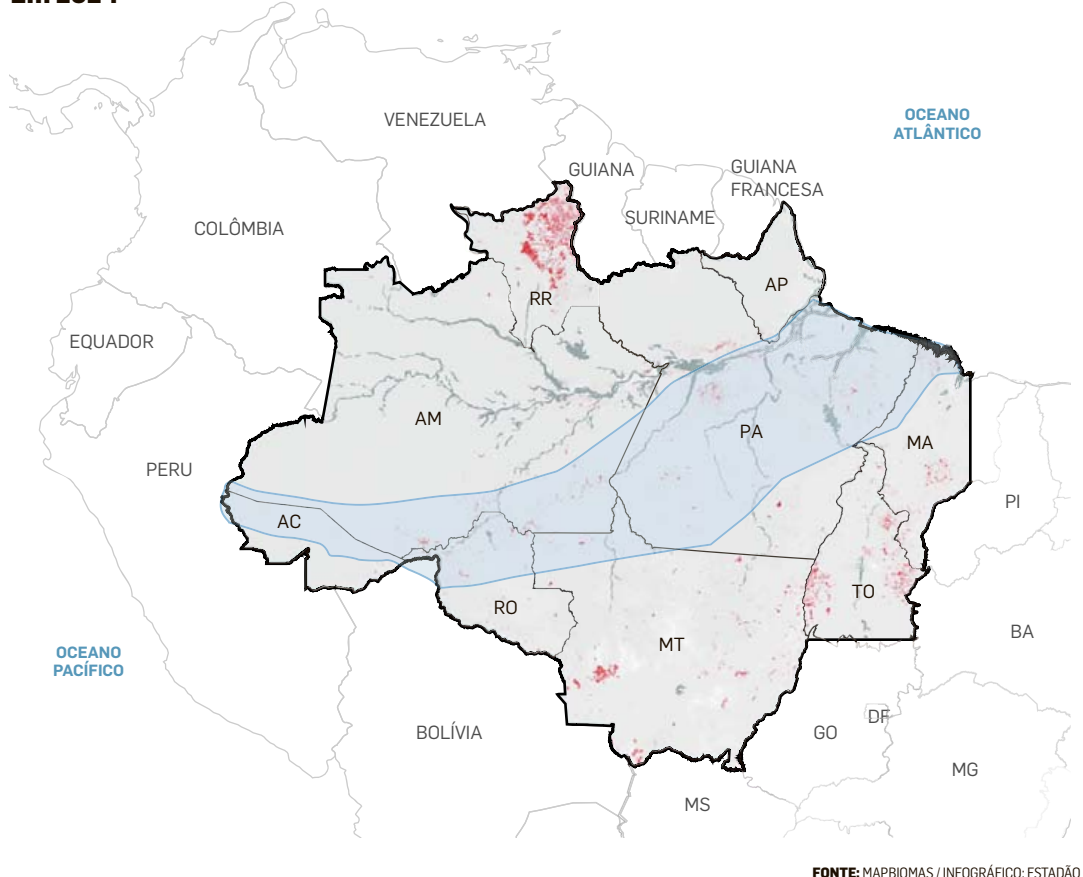 VENEZUELA
OCEANO
ATLÂNTICO
GUIANA
GUIANA
FRANCESA
SURINAME
COLÔMBIA
AP
RR
EQUADOR
AM
PA
MA
PERU
PI
AC
TO
RO
BA
MT
OCEANO
PACÍFICO
DF
GO
BOLÍVIA
MG
MS
FONTE: MAPBIOMAS / INFOGRÁFICO: ESTADÃO